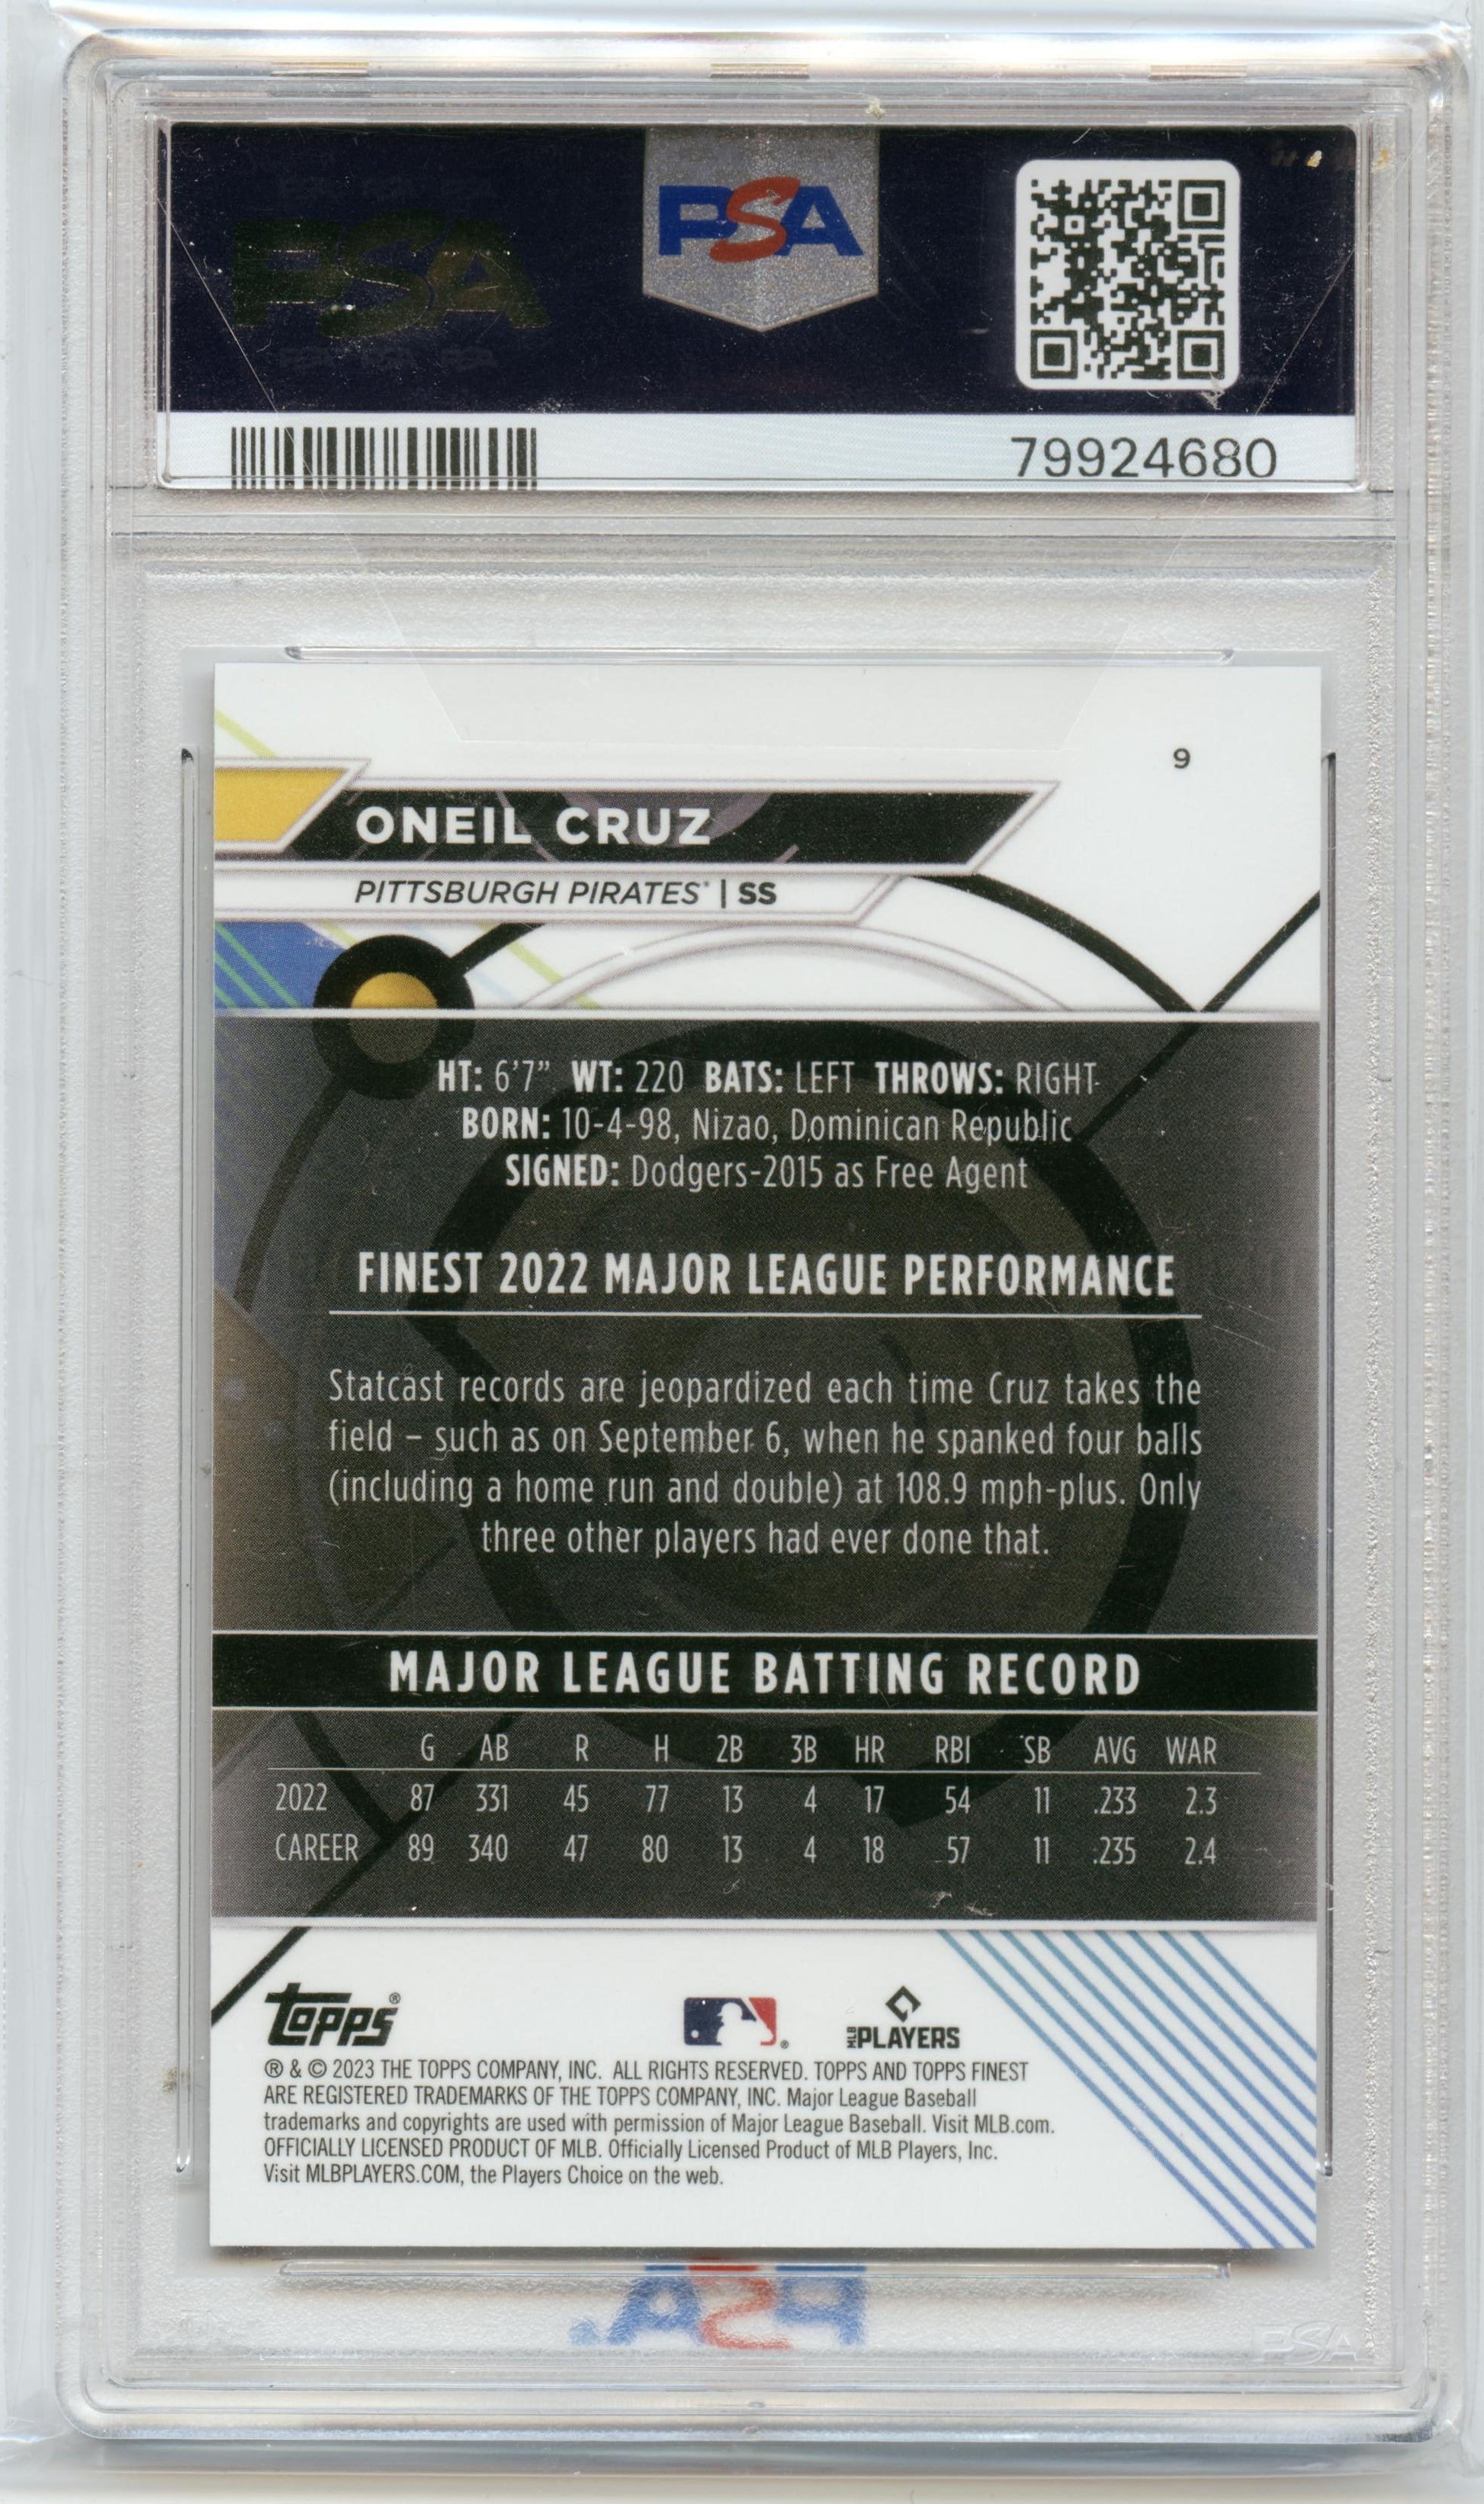 PSA
PSA
79924680
9
ONEIL CRUZ
PITTSBURGH PIRATES® | SS
HT: 6'7" WT: 220 BATS: LEFT THROWS: RIGHT
BORN: 10-4-98, Nizao, Dominican Republic
SIGNED: Dodgers-2015 as Free Agent
FINEST 2022 MAJOR LEAGUE PERFORMANCE
Statcast records are jeopardized each time Cruz takes the
field – such as on September 6, when he spanked four balls
(including a home run and double) at 108.9 mph-plus. Only
three other players had ever done that.
MAJOR LEAGUE BATTING RECORD
G AB R H 2B 3B HR RBI SB AVG WAR
2022 87 331 45 77 13 4 17 54 11 .233 2.3
CAREER 89 340 47 80 13 4 18 57 11 .235 2.4
topps®
MLB PLAYERS
® & © 2023 THE TOPPS COMPANY, INC. ALL RIGHTS RESERVED. TOPPS AND TOPPS FINEST
ARE REGISTERED TRADEMARKS OF THE TOPPS COMPANY, INC. Major League Baseball
trademarks and copyrights are used with permission of Major League Baseball. Visit MLB.com.
OFFICIALLY LICENSED PRODUCT OF MLB. Officially Licensed Product of MLB Players, Inc.
Visit MLBPLAYERS.COM, the Players Choice on the web.
PSA
PSA